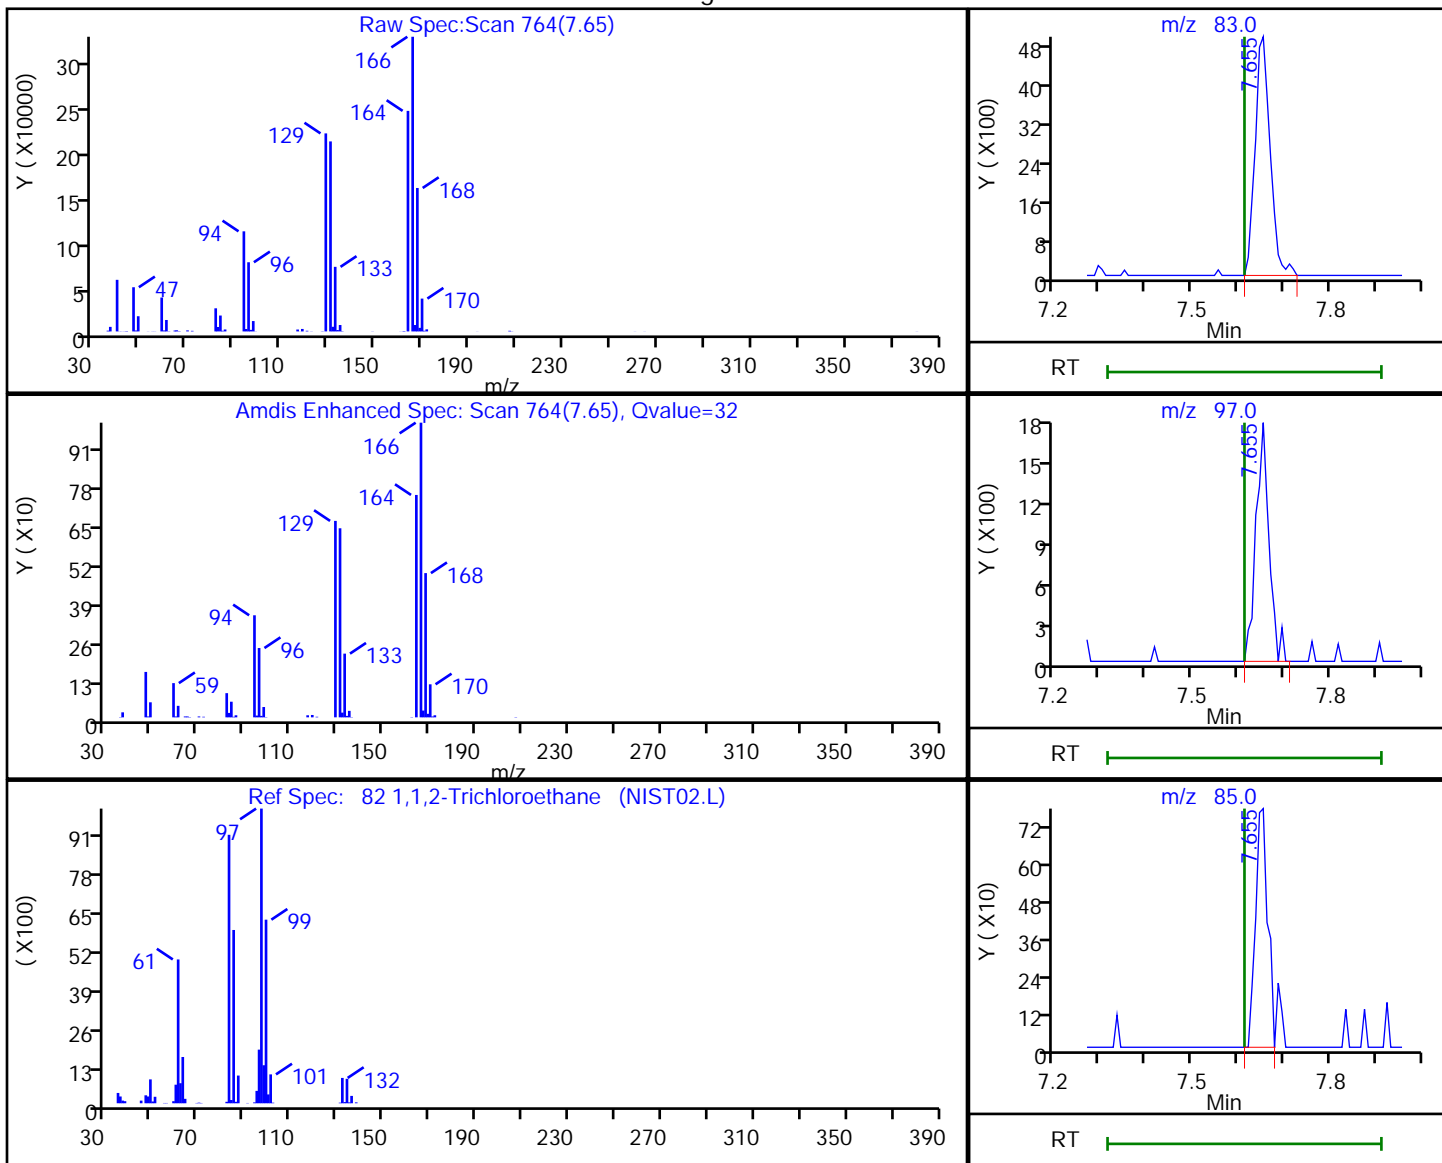 Raw Spec:Scan 764(7.65)
Y ( X10000)
30
25
20
15
10
5
0
166
164
129
168
94
96
133
47
170
30 70 110 150 190 230 270 310 350 390
m/z
m/z 83.0
Y ( X100)
48
40
32
24
16
8
0
7.655
7.2 7.5 7.8
Min
RT
Amdis Enhanced Spec: Scan 764(7.65), Qvalue=32
Y ( X10)
91
78
65
52
39
26
13
0
166
164
129
168
94
96
133
59
170
30 70 110 150 190 230 270 310 350 390
m/z
m/z 97.0
Y ( X100)
18
15
12
9
6
3
0
7.655
7.2 7.5 7.8
Min
RT
Ref Spec: 82 1,1,2-Trichloroethane (NIST02.L)
( X100)
91
78
65
52
39
26
13
0
97
99
61
101
132
30 70 110 150 190 230 270 310 350 390
m/z 85.0
Y ( X10)
72
60
48
36
24
12
0
7.655
7.2 7.5 7.8
Min
RT